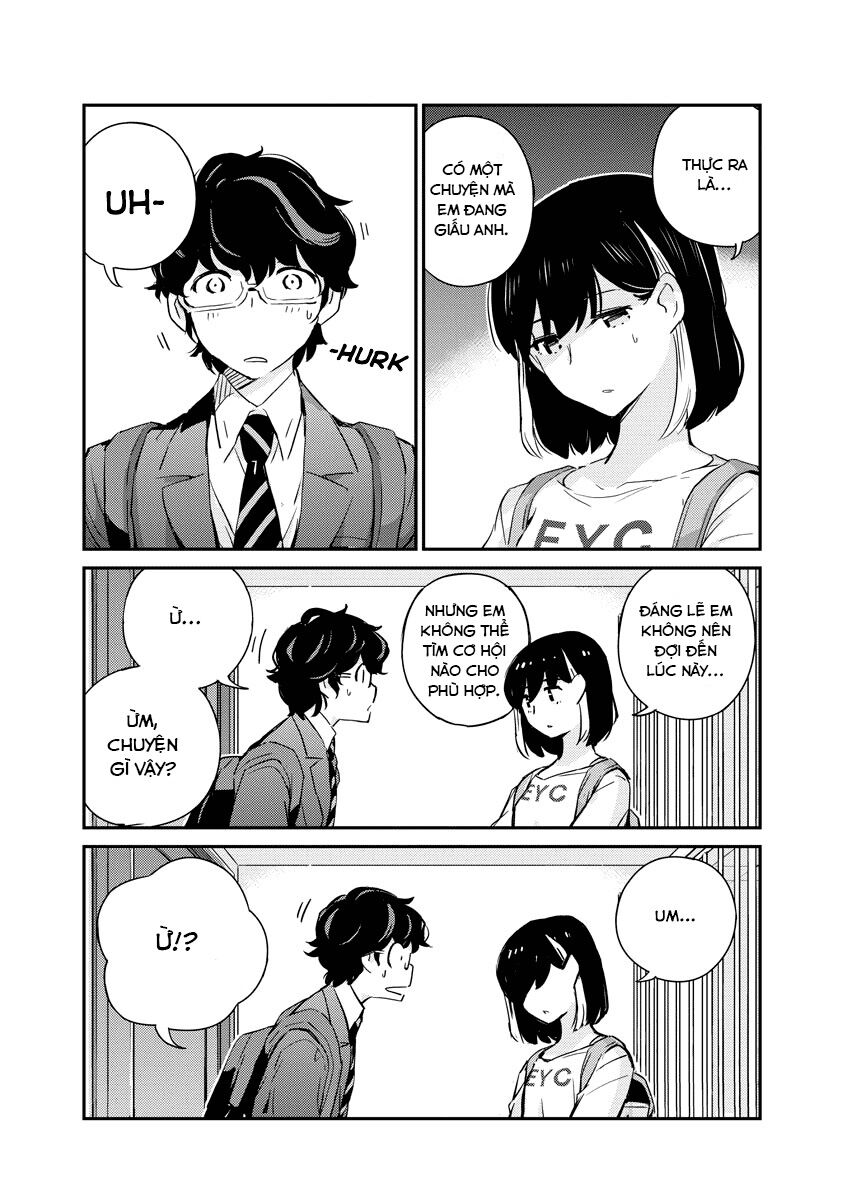 THỰC RA
LÀ...
CÓ MỘT
CHUYỆN MÀ
EM ĐANG
GIẤU ANH.
EYC
UH-
-HURK
ĐÁNG LẼ EM
KHÔNG NÊN
ĐỢI ĐẾN
LÚC NÀY...
NHƯNG EM
KHÔNG THỂ
TÌM CƠ HỘI
NÀO CHO
PHÙ HỢP.
EYC
Ừ...
ỪM,
CHUYỆN
GÌ VẬY?
UM...
EYC
Ừ!?